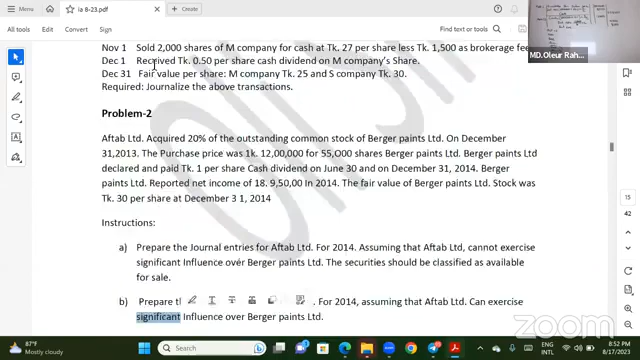 ia 8-23.pdf
Create
Sign in
Edit
Convert
Sign
Find text or tools
MD.Oleur Rah...
Nov 1 Sold 2,000 shares of M company for cash at Tk. 27 per share less Tk. 1,500 as brokerage fee
Dec 1 Received Tk. 0.50 per share cash dividend on M company's Share.
Dec 31 Fair value per share: M company Tk. 25 and S company Tk. 30.
Required: Journalize the above transactions.
Problem-2
Aftab Ltd. Acquired 20% of the outstanding common stock of Berger paints Ltd. On December
31,2013. The Purchase price was 1k. 12,00,000 for 55,000 shares Berger paints Ltd. Berger paints Ltd
declared and paid Tk. 1 per share Cash dividend on June 30 and on December 31, 2014. Berger
paints Ltd. Reported net income of 18. 9,50,00 In 2014. The fair value of Berger paints Ltd. Stock was
Tk. 30 per share at December 3 1, 2014
Instructions:
a) Prepare the Journal entries for Aftab Ltd. For 2014. Assuming that Aftab Ltd, cannot exercise
significant Influence over Berger paints Ltd. The securities should be classified as available
for sale.
b) Prepare t For 2014, assuming that Aftab Ltd. Can exercise
significant Influence over Berger paints Ltd.
15
42
zoom
87°F
Mostly cloudy
Search
ENG
INTL
8:52 PM
8/17/2023